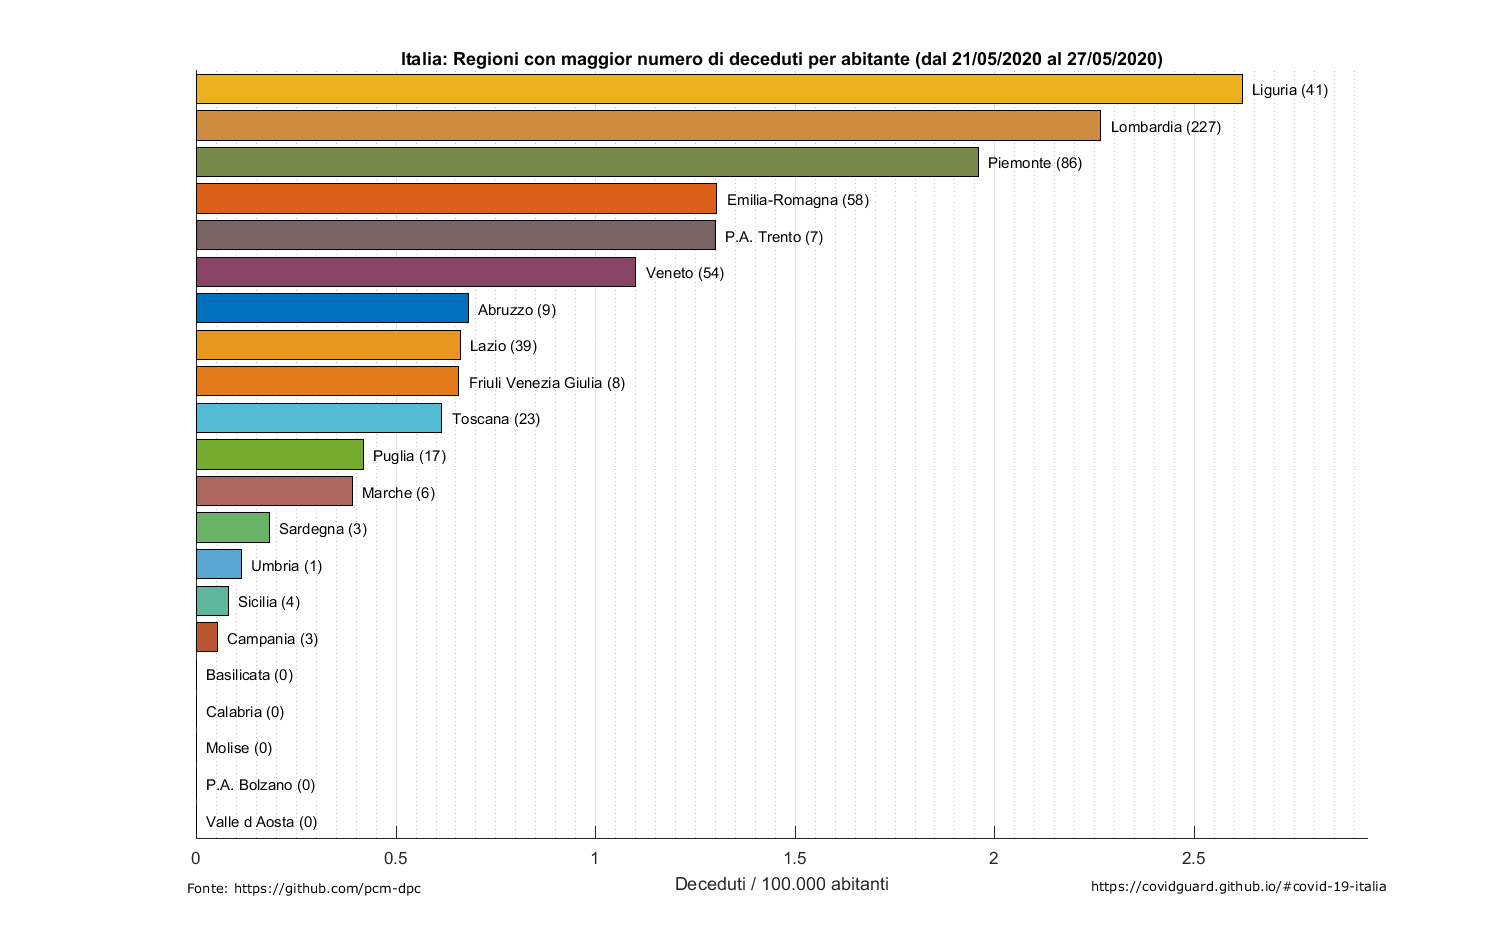 Italia: Regioni con maggior numero di deceduti per abitante (dal 21/05/2020 al 27/05/2020)
Liguria (41)
Lombardia (227)
Piemonte (86)
Emilia-Romagna (58)
P.A. Trento (7)
Veneto (54)
Abruzzo (9)
Lazio (39)
Friuli Venezia Giulia (8)
Toscana (23)
Puglia (17)
Marche (6)
Sardegna (3)
Umbria (1)
Sicilia (4)
Campania (3)
Basilicata (0)
Calabria (0)
Molise (0)
P.A. Bolzano (0)
Valle d Aosta (0)
0 0.5 1 1.5 2 2.5
Deceduti / 100.000 abitanti
Fonte: https://github.com/pcm-dpc
https://covidguard.github.io/#covid-19-italia